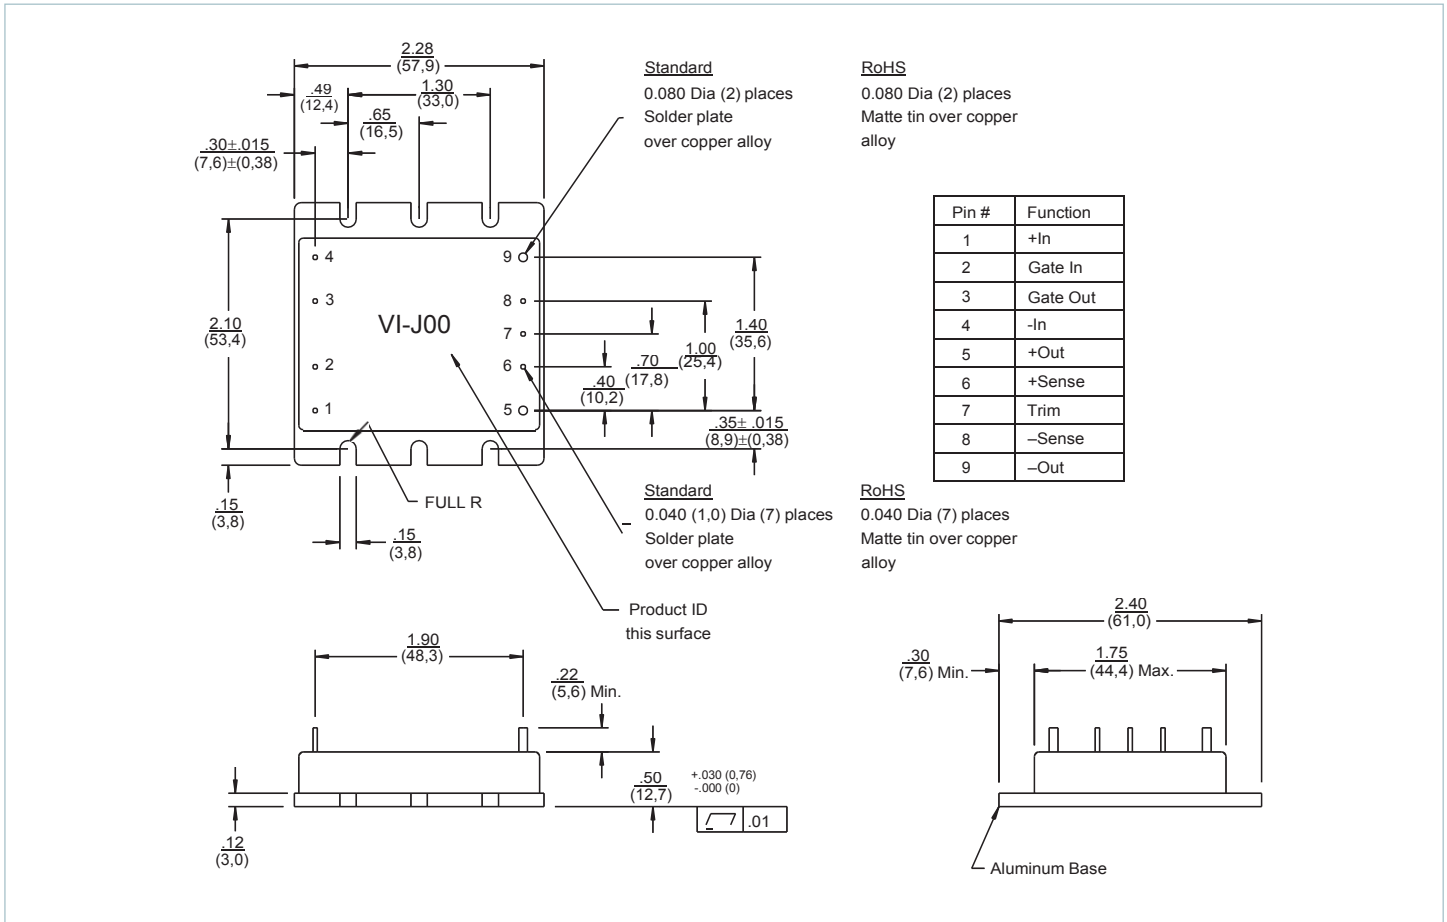 2.28
(57,9)
.49
(12,4)
1.30
(33,0)
.65
(16,5)
.30±.015
(7,6)±(0,38)
Standard
0.080 Dia (2) places
Solder plate
over copper alloy
RoHS
0.080 Dia (2) places
Matte tin over copper
alloy
Pin # Function
1 +In
2 Gate In
3 Gate Out
4 -In
5 +Out
6 +Sense
7 Trim
8 –Sense
9 –Out
4
3
2
1
VI-J00
9
8
7
6
5
2.10
(53,4)
1.40
(35,6)
1.00
(25,4)
.70
(17,8)
.40
(10,2)
.35± .015
(8,9)±(0,38)
.15
(3,8)
.15
(3,8)
FULL R
Standard
0.040 (1,0) Dia (7) places
Solder plate
over copper alloy
RoHS
0.040 Dia (7) places
Matte tin over copper
alloy
Product ID
this surface
1.90
(48,3)
.22
(5,6) Min.
.50
(12,7)
+.030 (0,76)
-.000 (0)
.01
.12
(3,0)
2.40
(61,0)
.30
(7,6) Min.
1.75
(44,4) Max.
Aluminum Base